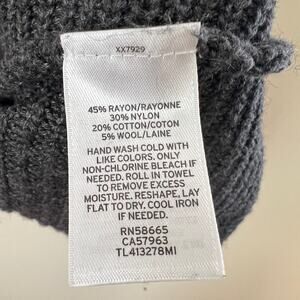 XX7929
45% RAYON/RAYONNE
30% NYLON
20% COTTON/COTON
5% WOOL/LAINE
HAND WASH COLD WITH
LIKE COLORS. ONLY
NON-CHLORINE BLEACH IF
NEEDED. ROLL IN TOWEL
TO REMOVE EXCESS
MOISTURE. RESHAPE, LAY
FLAT TO DRY. COOL IRON
IF NEEDED
RN58665
CA57963
TL413278MI